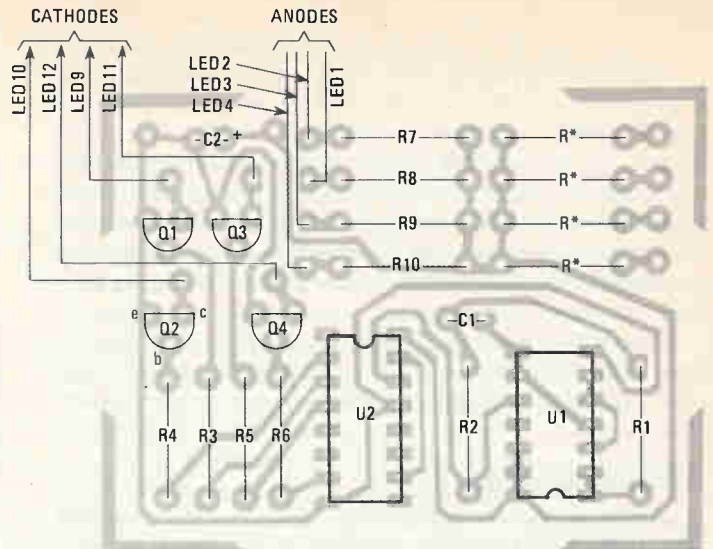 CATHODES
ANODES
LED10
LED12
LED9
LED11
LED2
LED3
LED4
LED1
-C2- +
R7
R*
R8
R*
Q1
Q3
R9
R*
R10
R*
e
Q2
c
b
Q4
-C1-
U2
U1
R4
R3
R5
R6
R2
R1